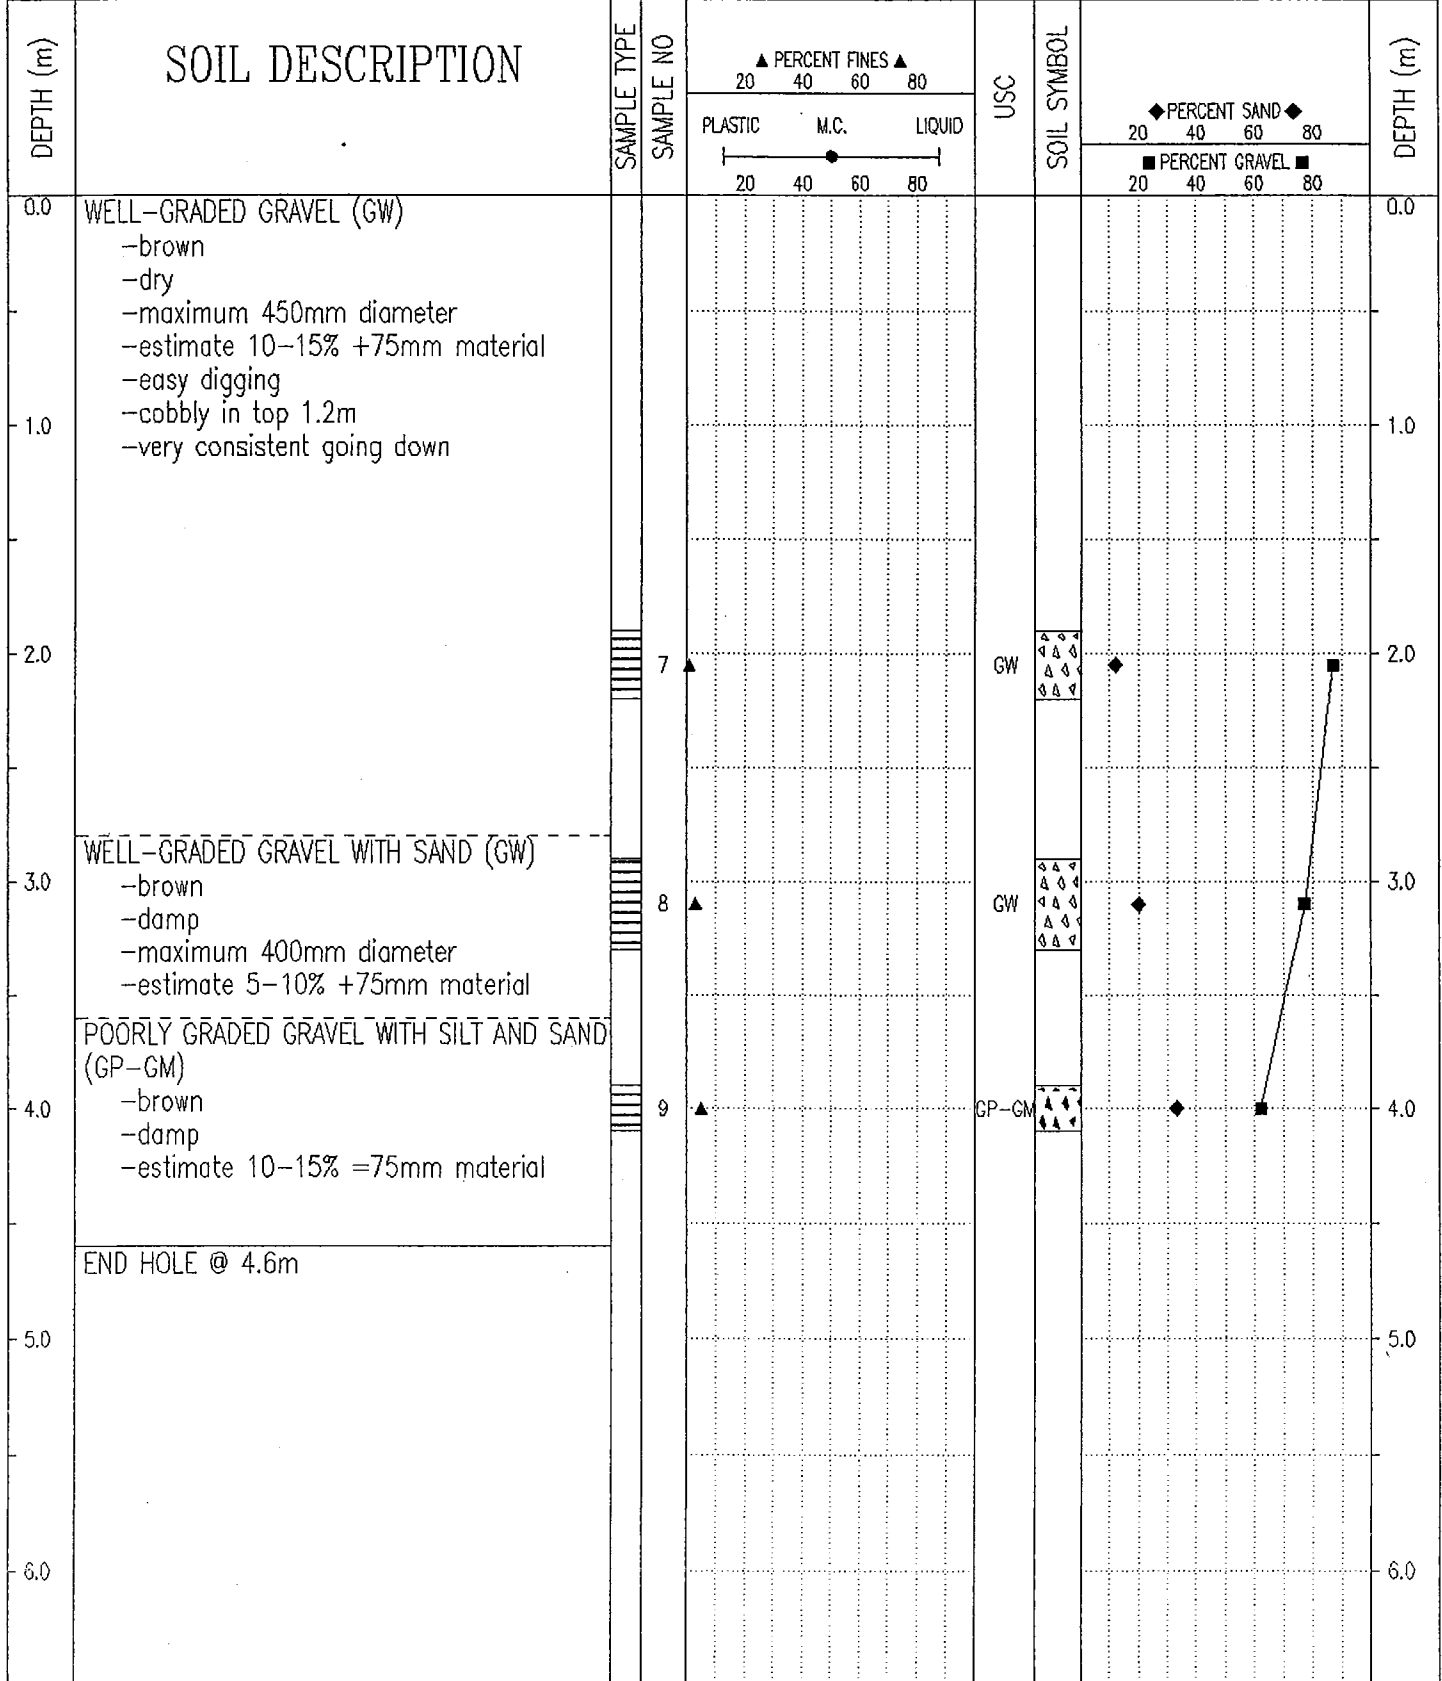 DEPTH (m)
SOIL DESCRIPTION
SAMPLE TYPE
SAMPLE NO
▲ PERCENT FINES ▲
20 40 60 80
PLASTIC M.C. LIQUID
20 40 60 80
USC
SOIL SYMBOL
◆ PERCENT SAND ◆
20 40 60 80
■ PERCENT GRAVEL ■
20 40 60 80
DEPTH (m)
0.0 WELL-GRADED GRAVEL (GW) 0.0
-brown
-dry
-maximum 450mm diameter
-estimate 10-15% +75mm material
-easy digging
-cobbly in top 1.2m
1.0 1.0
-very consistent going down
2.0 7 GW 2.0
WELL-GRADED GRAVEL WITH SAND (GW)
3.0 -brown 3.0
8 GW
-damp
-maximum 400mm diameter
-estimate 5-10% +75mm material
POORLY GRADED GRAVEL WITH SILT AND SAND
(GP-GM)
4.0 -brown 9 GP-GM 4.0
-damp
-estimate 10-15% =75mm material
END HOLE @ 4.6m
5.0 5.0
6.0 6.0